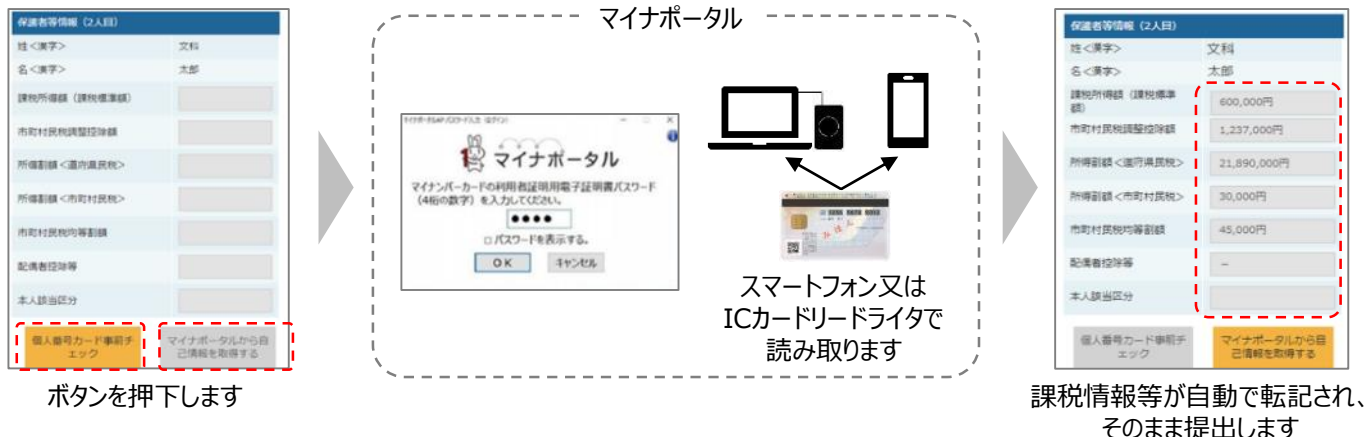 保護者等情報（2人目）
姓＜漢字＞ 文科
名＜漢字＞ 太郎
課税所得額（課税標準額）
市町村民税調整控除額
所得割額＜道府県民税＞
所得割額＜市町村民税＞
市町村民税均等割額
配偶者控除等
本人該当区分
個人番号カード事前チ
ェック
マイナポータルから自
己情報を取得する
ボタンを押下します
マイナポータル
マイナポータル
マイナンバーカードの利用者証明用電子証明書パスワード
（4桁の数字）を入力してください。
●●●●
□パスワードを表示する。
OK キャンセル
スマートフォン又は
ICカードリードライタで
読み取ります
保護者等情報（2人目）
姓＜漢字＞ 文科
名＜漢字＞ 太郎
課税所得額（課税標準
額） 600,000円
市町村民税調整控除額 1,237,000円
所得割額＜道府県民税＞ 21,890,000円
所得割額＜市町村民税＞ 30,000円
市町村民税均等割額 45,000円
配偶者控除等 －
本人該当区分
個人番号カード事前チ
ェック
マイナポータルから自
己情報を取得する
課税情報等が自動で転記され、
そのまま提出します